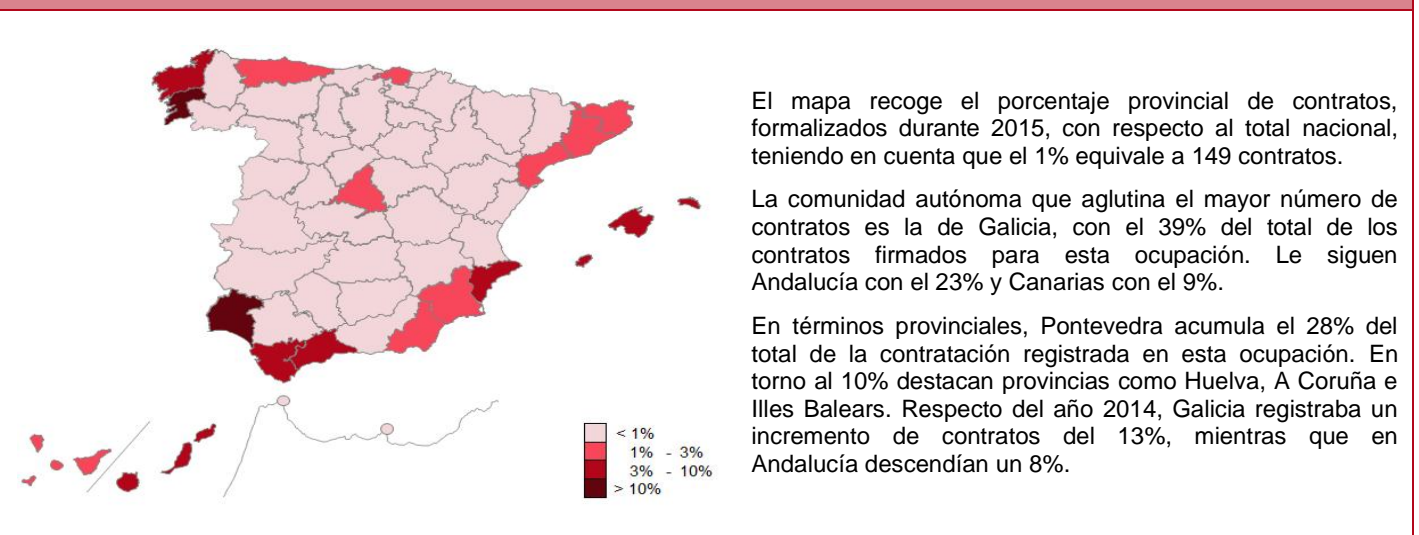 El mapa recoge el porcentaje provincial de contratos,
formalizados durante 2015, con respecto al total nacional,
teniendo en cuenta que el 1% equivale a 149 contratos.
La comunidad autónoma que aglutina el mayor número de
contratos es la de Galicia, con el 39% del total de los
contratos firmados para esta ocupación. Le siguen
Andalucía con el 23% y Canarias con el 9%.
En términos provinciales, Pontevedra acumula el 28% del
total de la contratación registrada en esta ocupación. En
torno al 10% destacan provincias como Huelva, A Coruña e
Illes Balears. Respecto del año 2014, Galicia registraba un
incremento de contratos del 13%, mientras que en
Andalucía descendían un 8%.
< 1%
1% - 3%
3% - 10%
> 10%